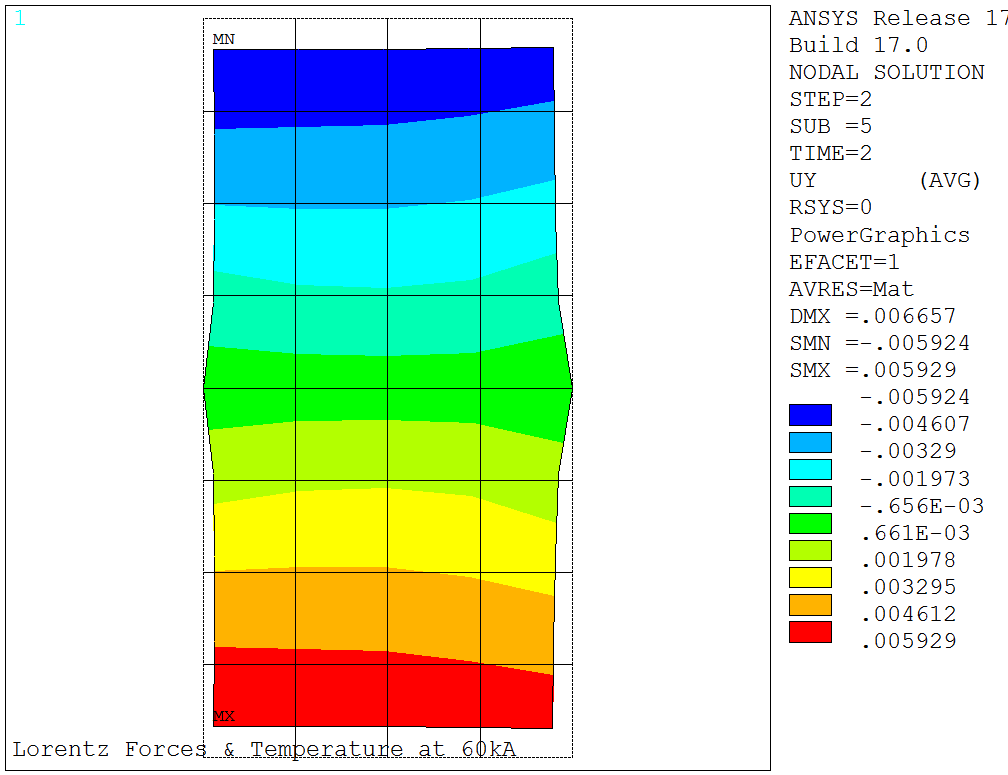 1
MN
MX
Lorentz Forces & Temperature at 60kA
ANSYS Release 17
Build 17.0
NODAL SOLUTION
STEP=2
SUB =5
TIME=2
UY (AVG)
RSYS=0
PowerGraphics
EFACET=1
AVRES=Mat
DMX =.006657
SMN =-.005924
SMX =.005929
-.005924
-.004607
-.00329
-.001973
-.656E-03
.661E-03
.001978
.003295
.004612
.005929